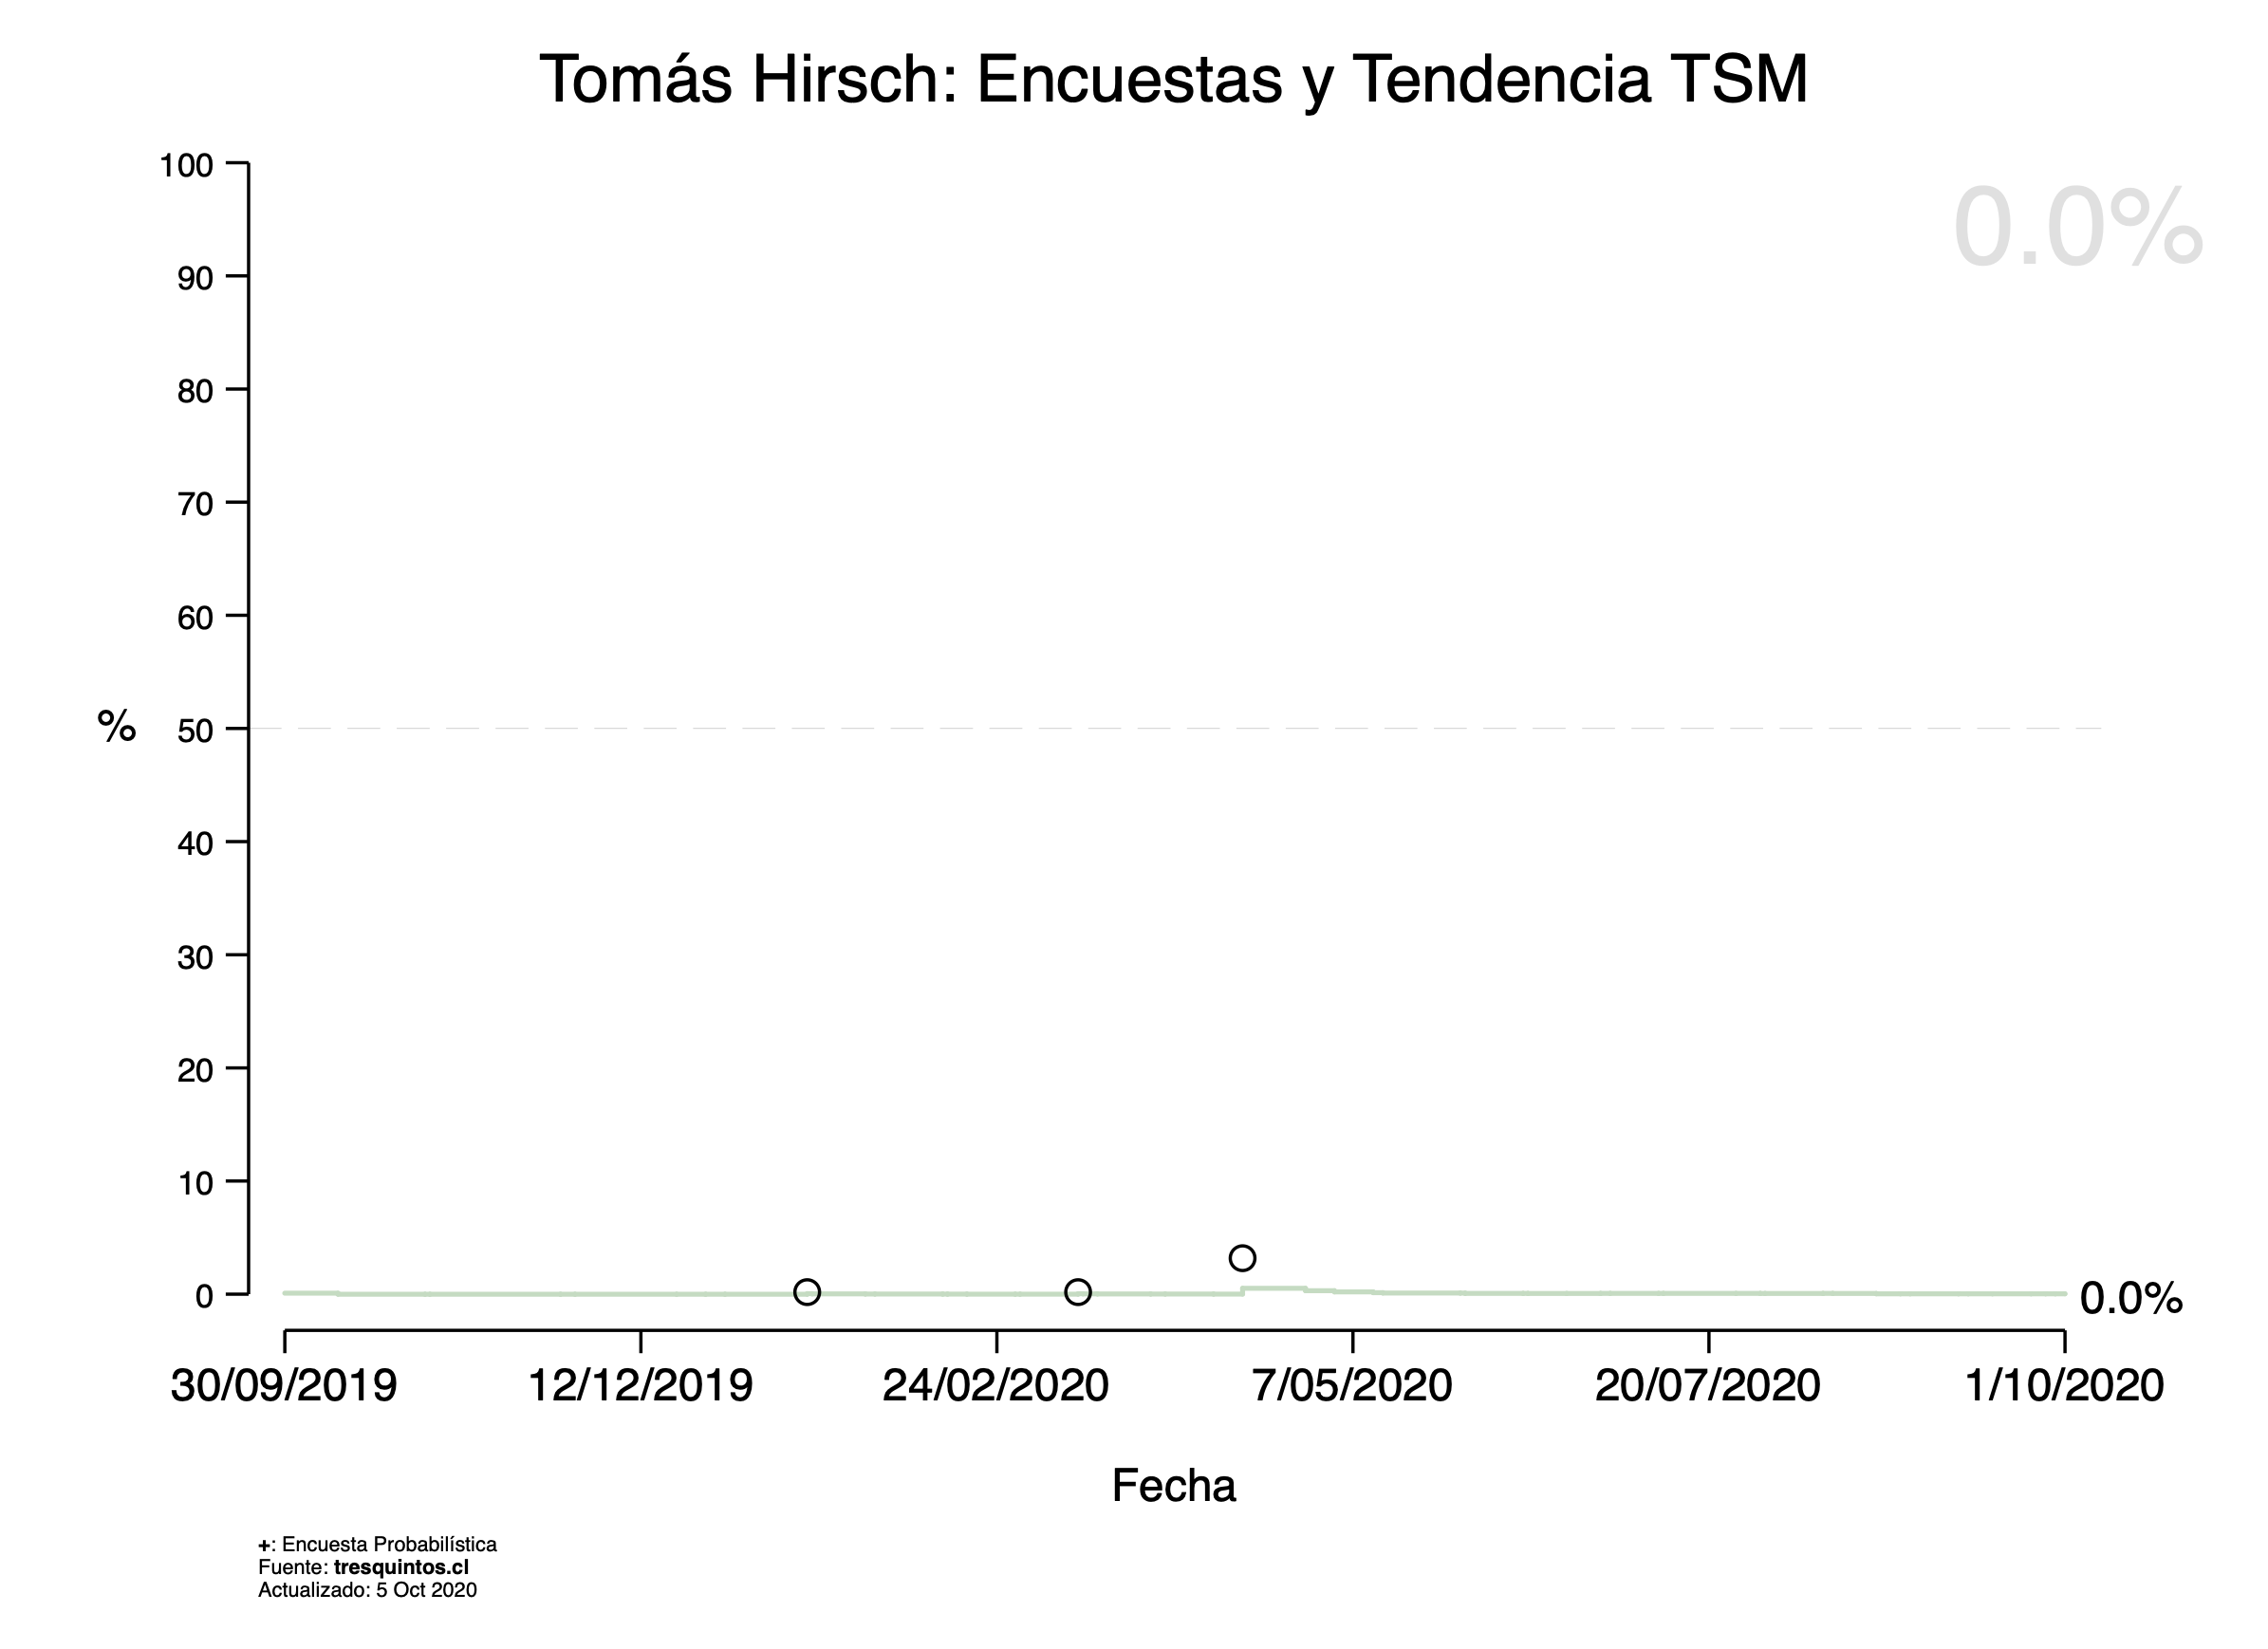 Tomás Hirsch: Encuestas y Tendencia TSM
0.0%
100
90
80
70
60
% 50
40
30
20
10
0
0.0%
30/09/2019 12/12/2019 24/02/2020 7/05/2020 20/07/2020 1/10/2020
Fecha
+: Encuesta Probabilística
Fuente: tresquintos.cl
Actualizado: 5 Oct 2020